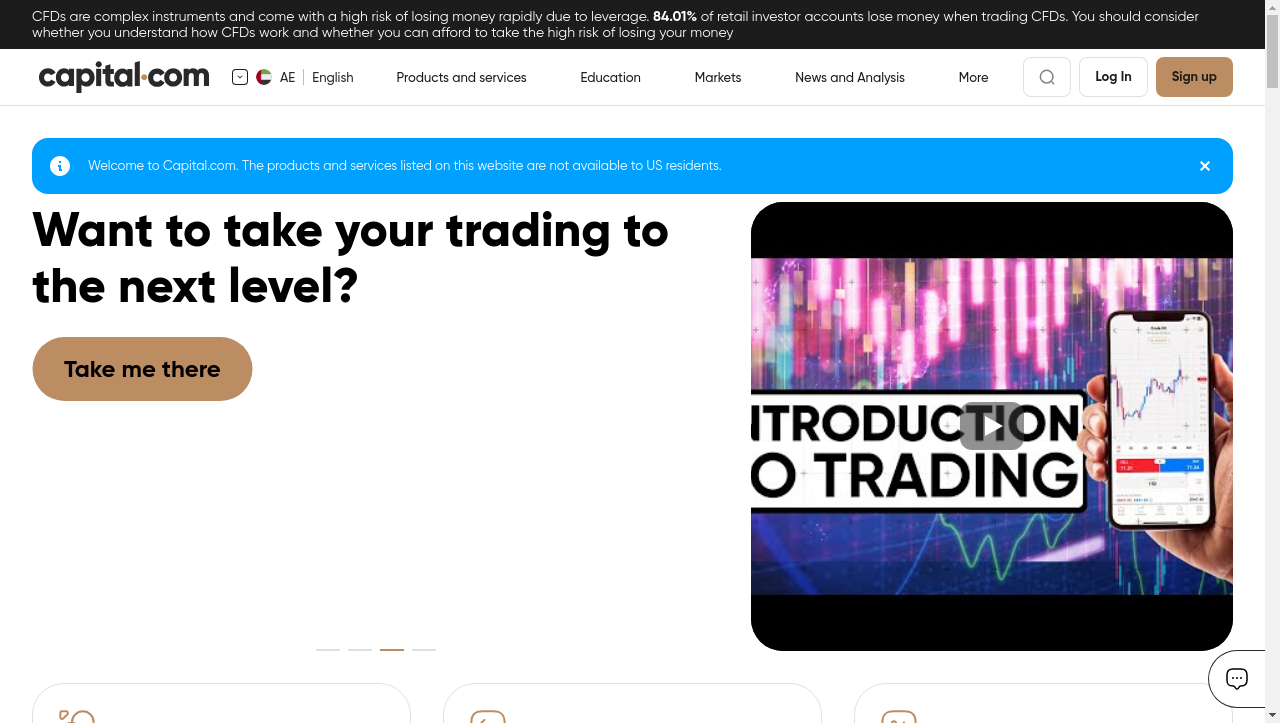 CFDs are complex instruments and come with a high risk of losing money rapidly due to leverage. 84.01% of retail investor accounts lose money when trading CFDs. You should consider
whether you understand how CFDs work and whether you can afford to take the high risk of losing your money
capital.com
AE
English
Products and services
Education
Markets
News and Analysis
More
Log In
Sign up
Welcome to Capital.com. The products and services listed on this website are not available to US residents.
Want to take your trading to
the next level?
Take me there
NTRODUCTION
O TRADING